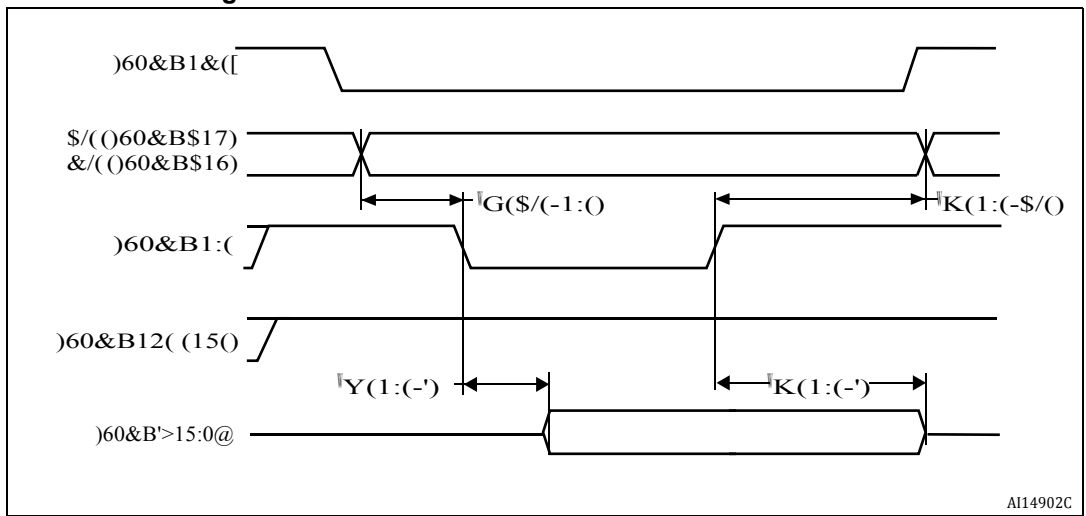 )60&B1&([
$/(()60&B$17)
&/(()60&B$16)
G($/(-1:()
K(1:(-$/()
)60&B1:(
)60&B12( (15()
Y(1:(-')
K(1:(-')
)60&B'>15:0@
AI14902C